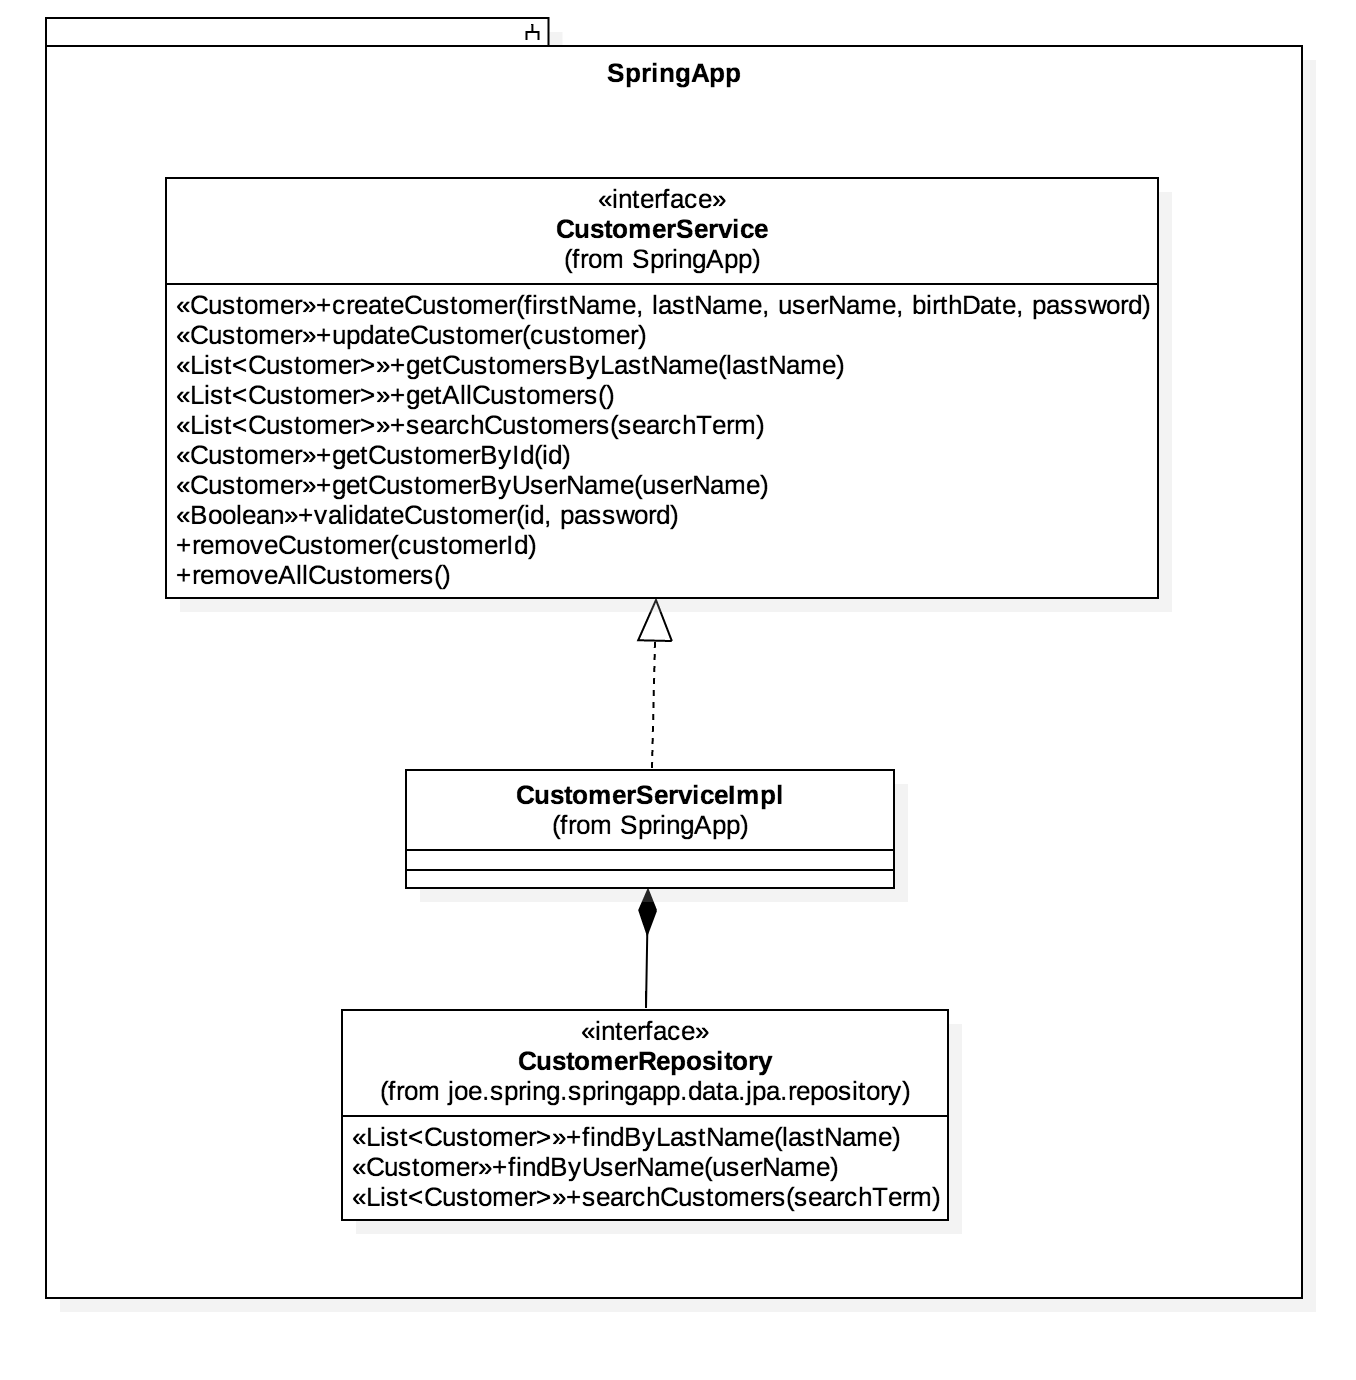 SpringApp
«interface»
CustomerService
(from SpringApp)
«Customer»+createCustomer(firstName, lastName, userName, birthDate, password)
«Customer»+updateCustomer(customer)
«List<Customer>»+getCustomersByLastName(lastName)
«List<Customer>»+getAllCustomers()
«List<Customer>»+searchCustomers(searchTerm)
«Customer»+getCustomerById(id)
«Customer»+getCustomerByUserName(userName)
«Boolean»+validateCustomer(id, password)
+removeCustomer(customerId)
+removeAllCustomers()
CustomerServiceImpl
(from SpringApp)
«interface»
CustomerRepository
(from joe.spring.springapp.data.jpa.repository)
«List<Customer>»+findByLastName(lastName)
«Customer»+findByUserName(userName)
«List<Customer>»+searchCustomers(searchTerm)